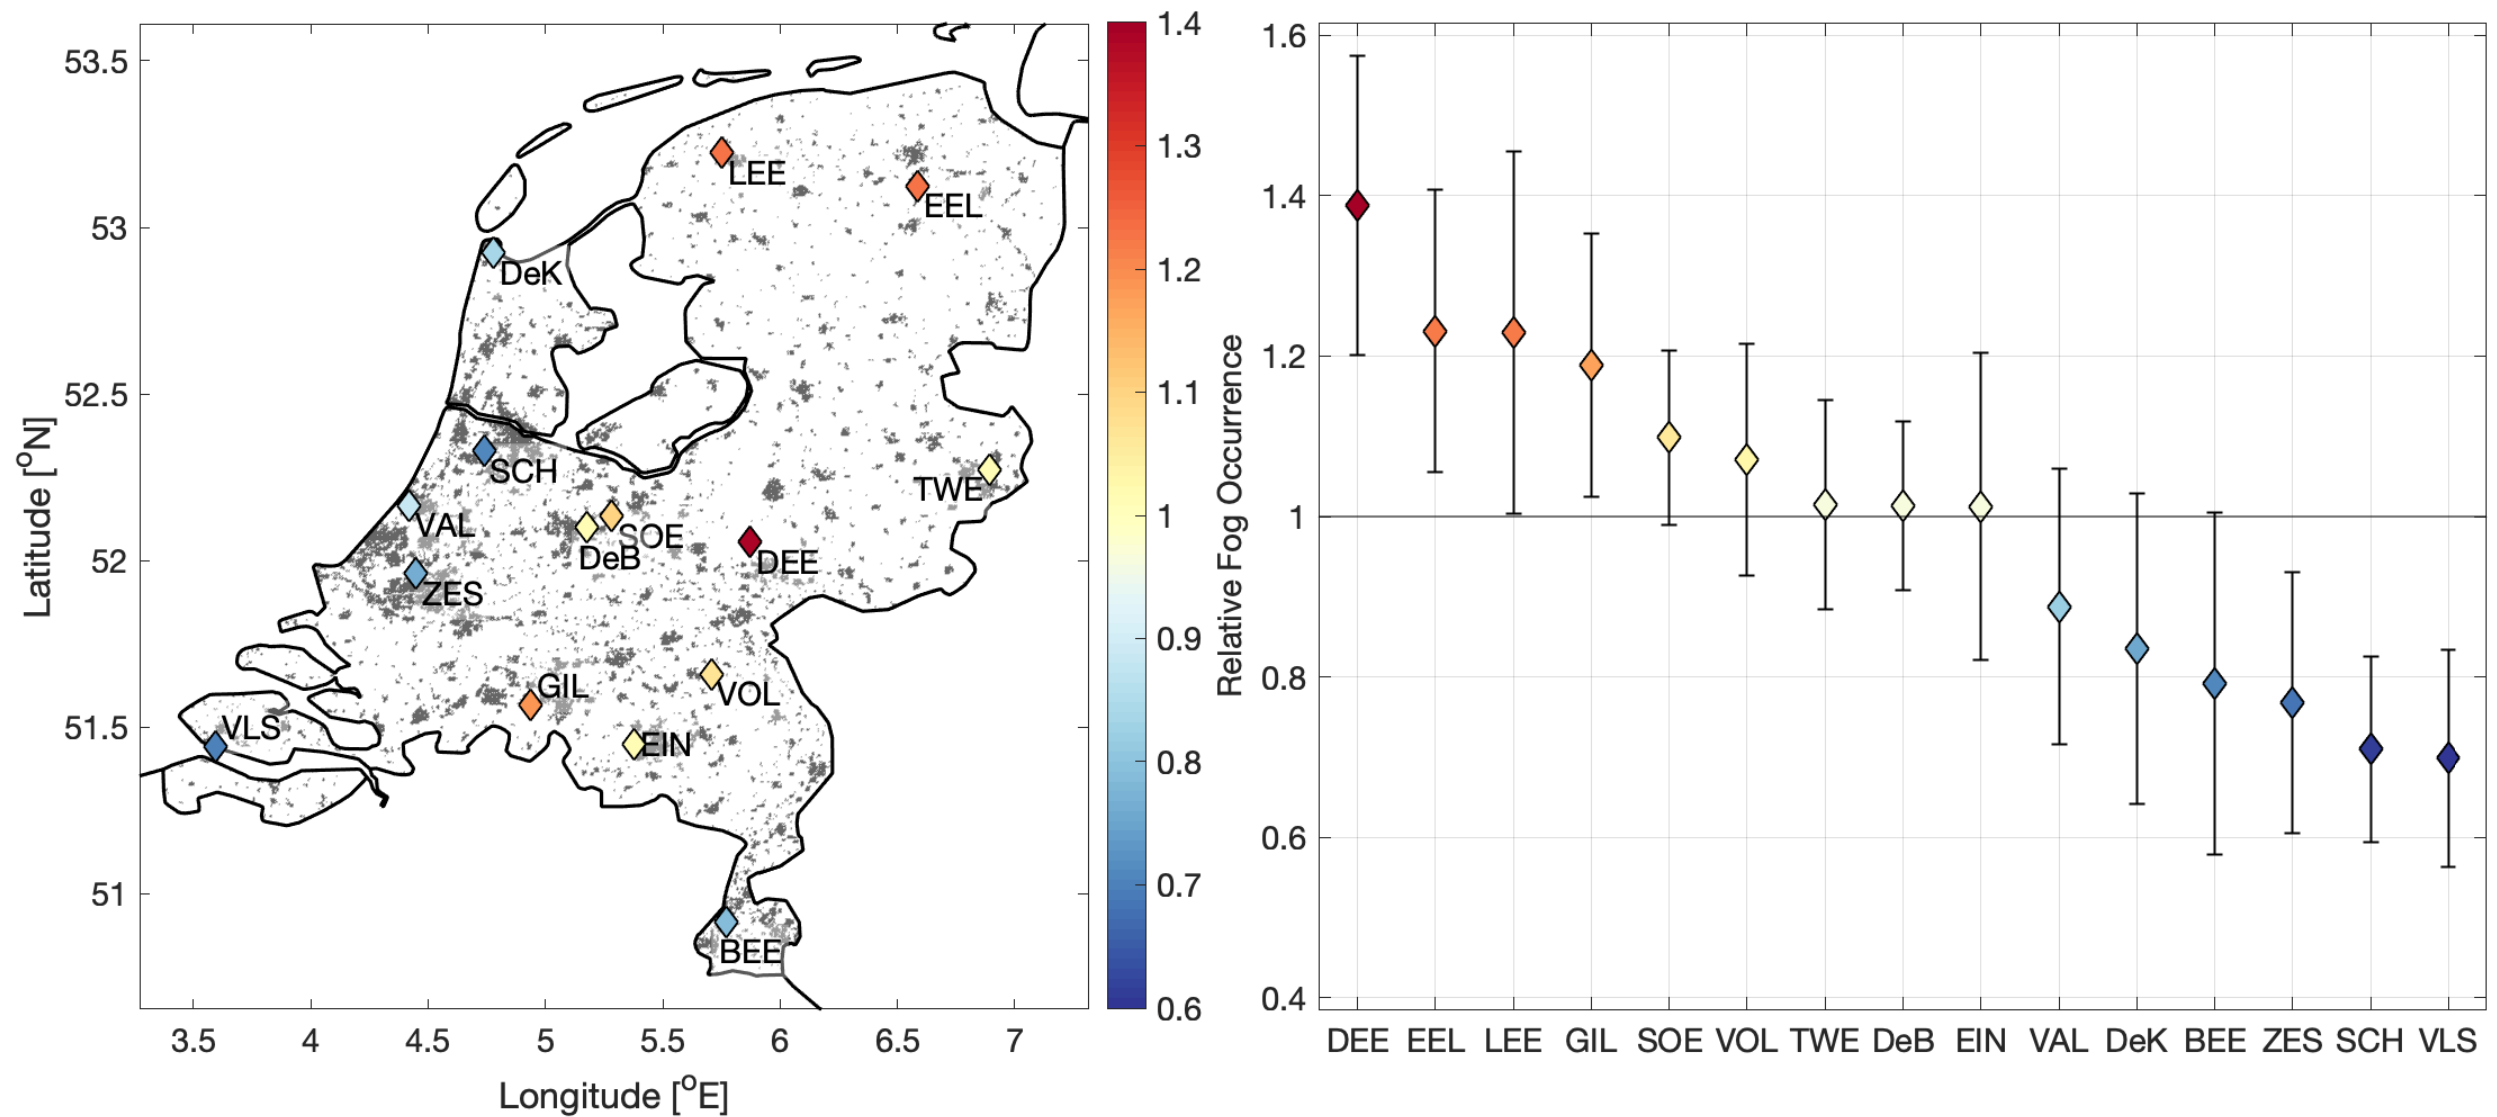 53.5
53
52.5
52
51.5
51
3.5
4
4.5
5
5.5
6
6.5
7
Latitude [°N]
Longitude [°E]
LEE
EEL
DeK
SCH
TWE
VAL
SOE
DeB
DEE
ZES
GIL
VOL
VLS
EIN
BEE
1.4
1.3
1.2
1.1
1
0.9
0.8
0.7
0.6
Relative Fog Occurrence
1.6
1.4
1.2
1
0.8
0.6
0.4
DEE EEL LEE GIL SOE VOL TWE DeB EIN VAL DeK BEE ZES SCH VLS